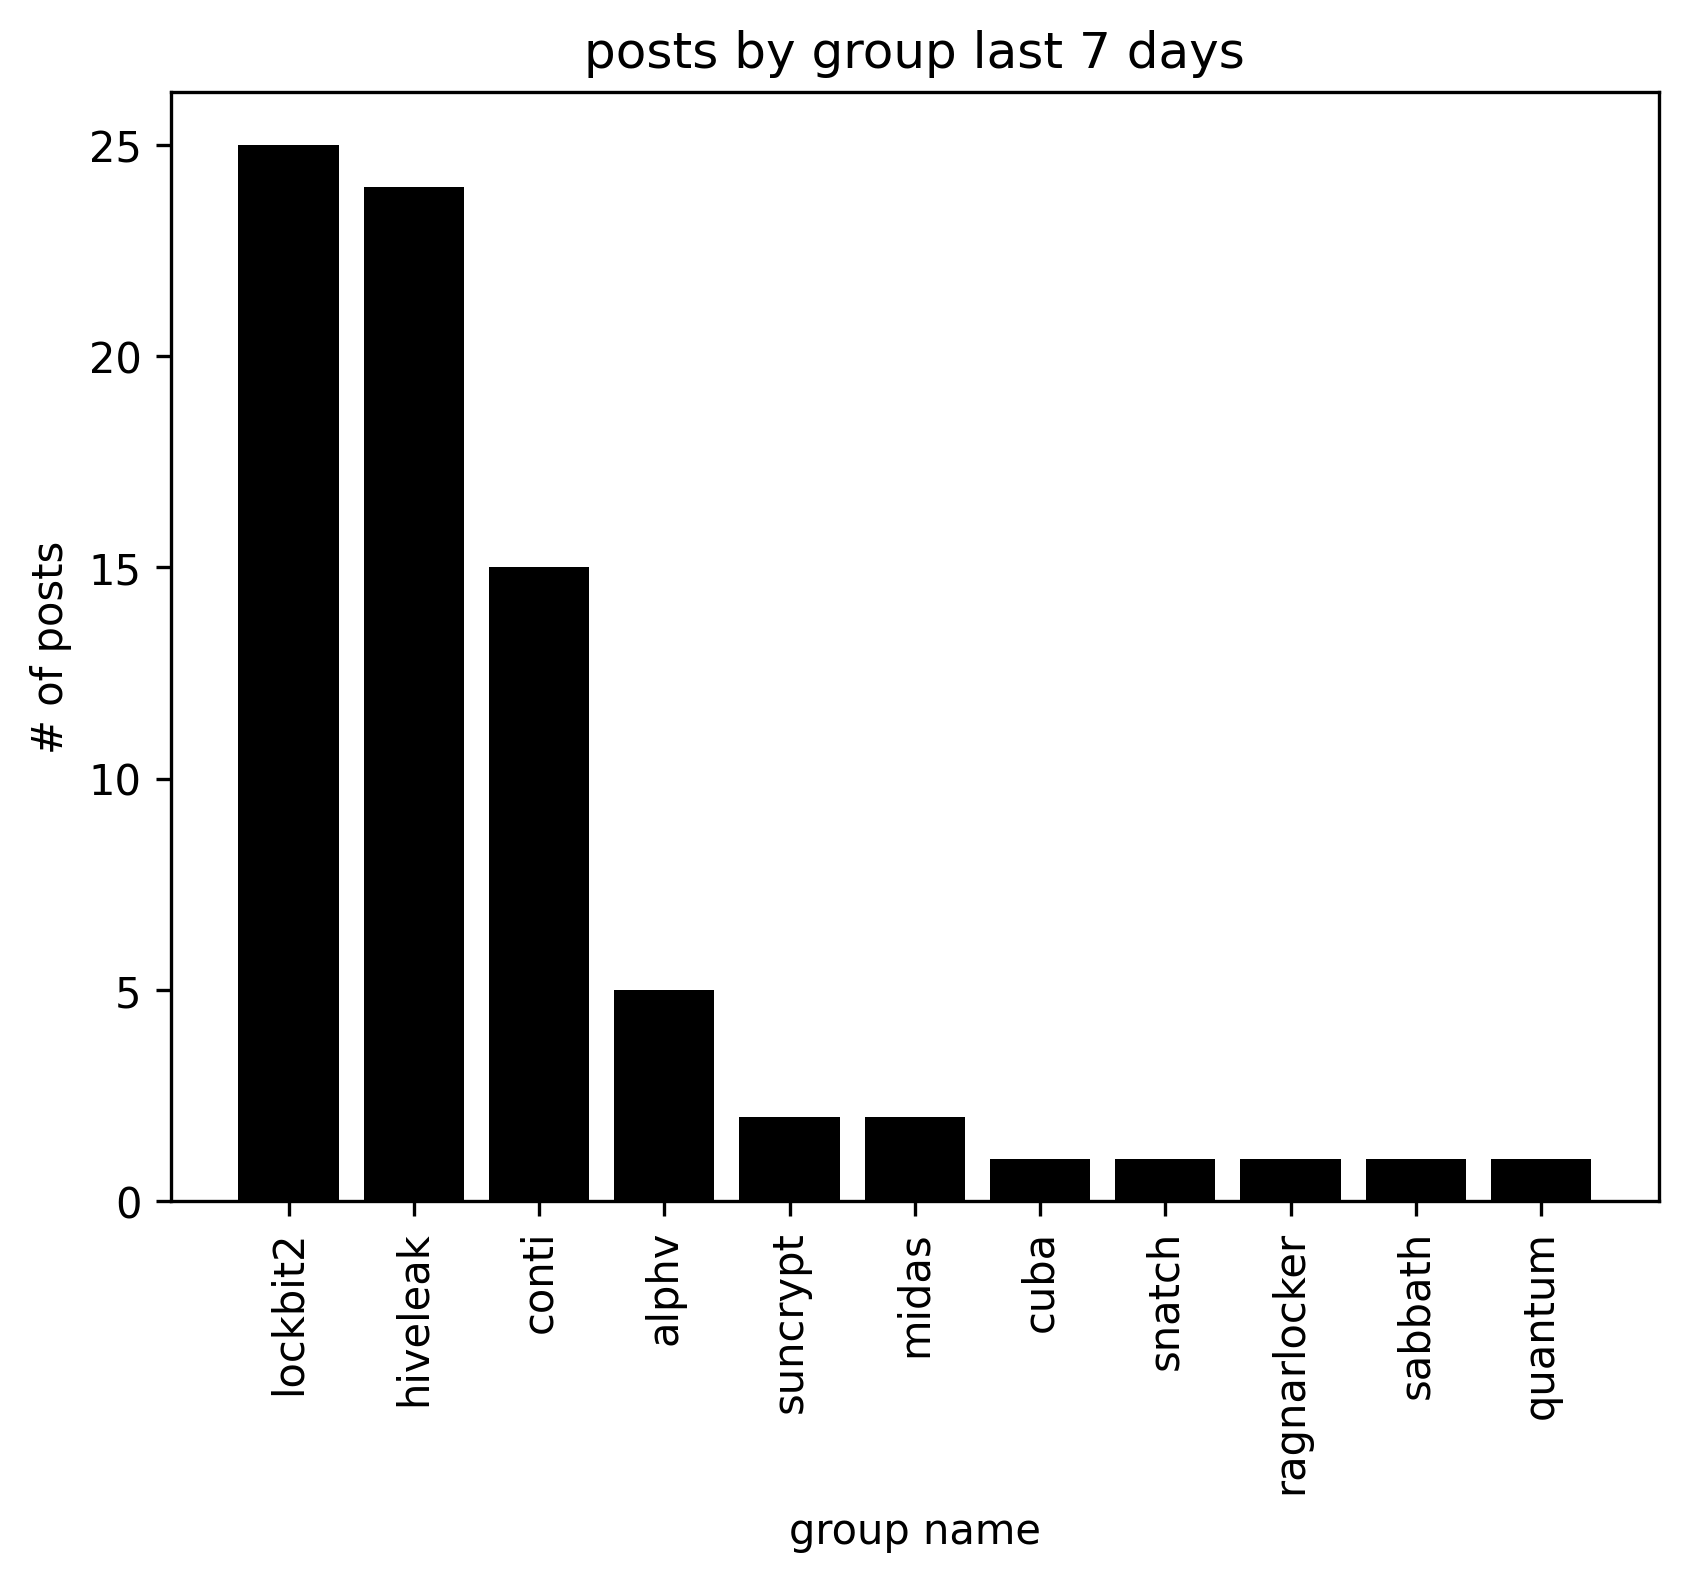 posts by group last 7 days
# of posts
25
20
15
10
5
0
lockbit2
hiveleak
conti
alphv
suncrypt
midas
cuba
snatch
ragnarlocker
sabbath
quantum
group name